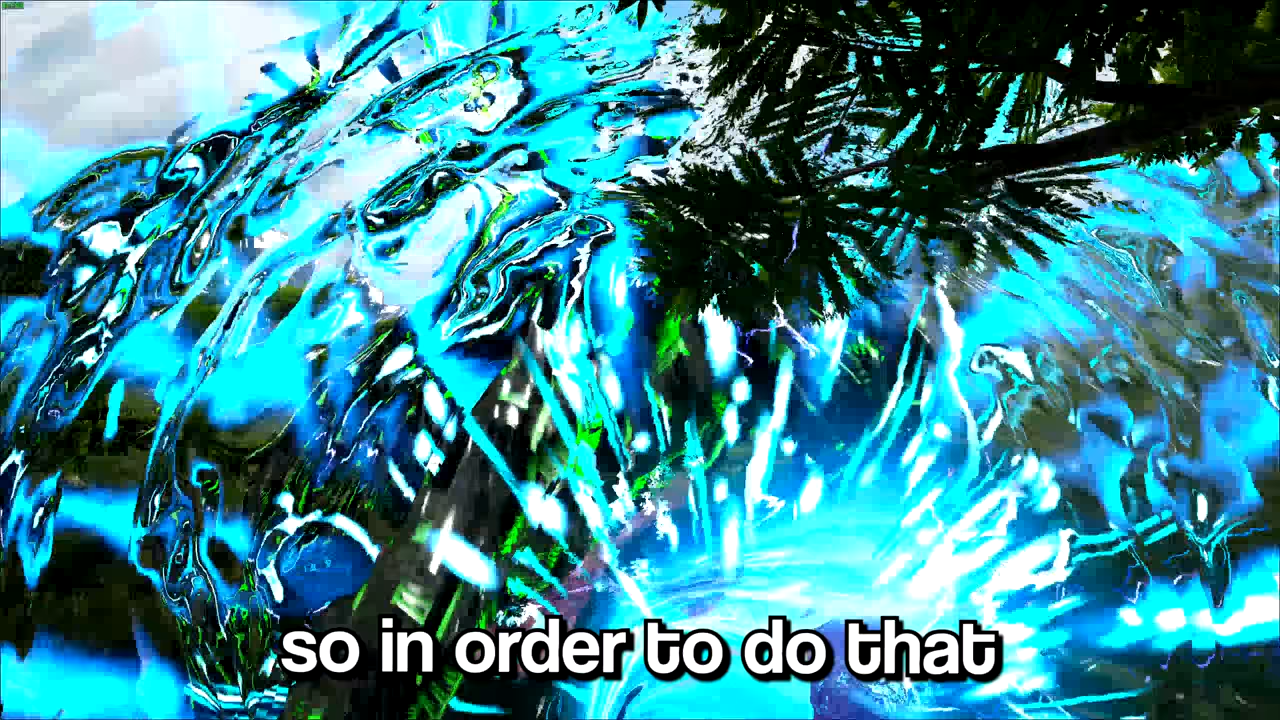 so in order to do that